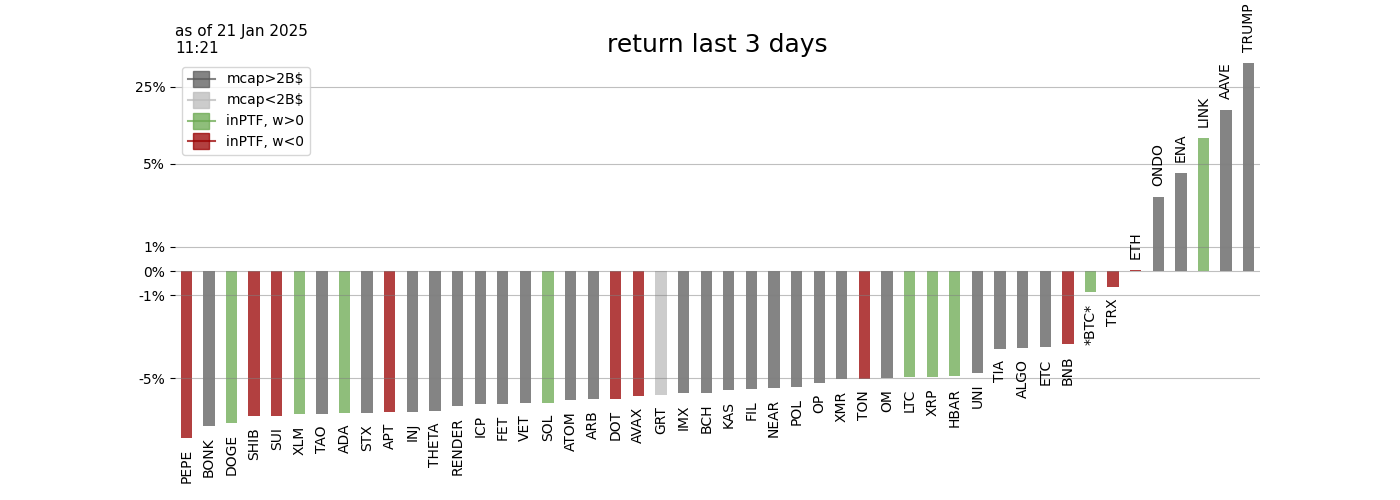 as of 21 Jan 2025
11:21
return last 3 days
mcap>2B$
mcap<2B$
inPTF, w>0
inPTF, w<0
25%
5%
1%
0%
-1%
-5%
PEPE
BONK
DOGE
SHIB
SUI
XLM
TAO
ADA
STX
APT
INJ
THETA
RENDER
ICP
FET
VET
SOL
ATOM
ARB
DOT
AVAX
GRT
IMX
BCH
KAS
FIL
NEAR
POL
OP
XMR
TON
OM
LTC
XRP
HBAR
UNI
TIA
ALGO
ETC
BNB
*BTC*
TRX
ETH
ONDO
ENA
LINK
AAVE
TRUMP